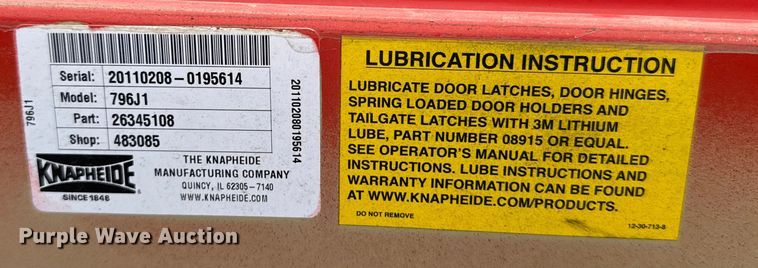 Serial: 20110208-0195614
Model: 796J1
Part: 26345108
Shop: 483085
796J1
201102080195614
KNAPHEIDE
SINCE 1848
THE KNAPHEIDE
MANUFACTURING COMPANY
QUINCY, IL 62305-7140
WWW.KNAPHEIDE.COM
LUBRICATION INSTRUCTION
LUBRICATE DOOR LATCHES, DOOR HINGES,
SPRING LOADED DOOR HOLDERS AND
TAILGATE LATCHES WITH 3M LITHIUM
LUBE, PART NUMBER 08915 OR EQUAL.
SEE OPERATOR'S MANUAL FOR DETAILED
INSTRUCTIONS. LUBE INSTRUCTIONS AND
WARRANTY INFORMATION CAN BE FOUND
AT WWW.KNAPHEIDE.COM/PRODUCTS.
DO NOT REMOVE
12-30-713-8
Purple Wave Auction